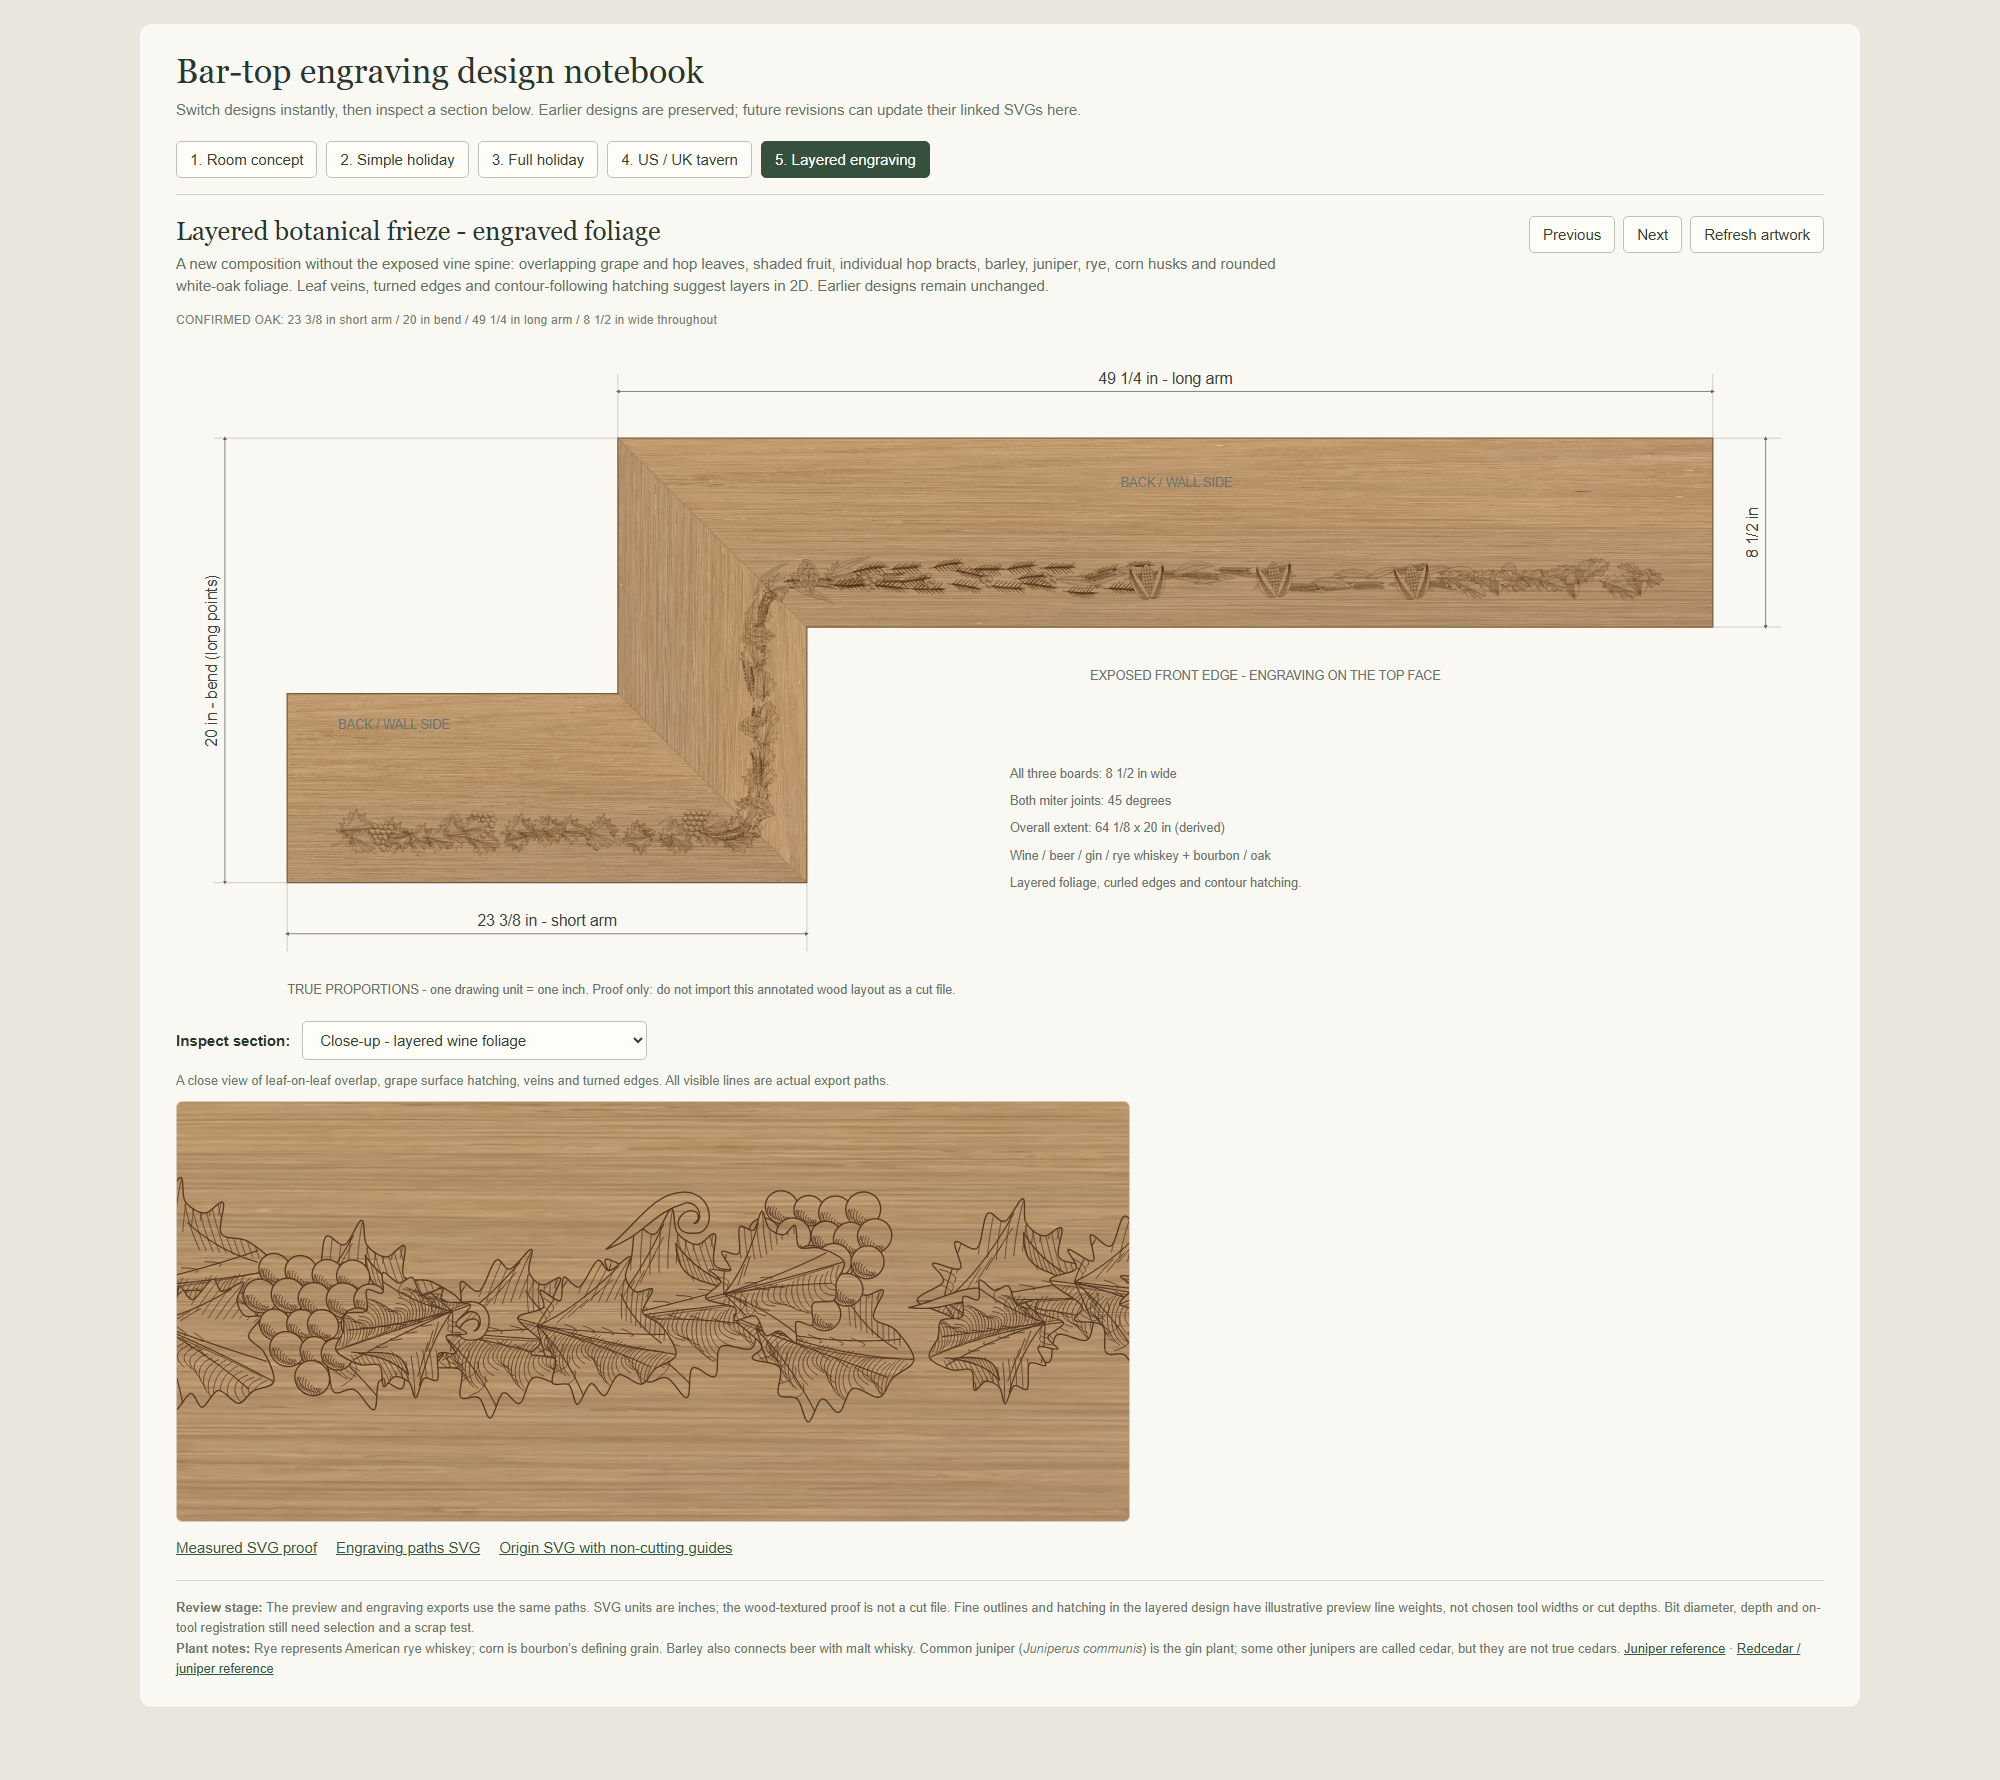 Bar-top engraving design notebook
Switch designs instantly, then inspect a section below. Earlier designs are preserved; future revisions can update their linked SVGs here.
1. Room concept
2. Simple holiday
3. Full holiday
4. US / UK tavern
5. Layered engraving
Layered botanical frieze - engraved foliage
Previous
Next
Refresh artwork
A new composition without the exposed vine spine: overlapping grape and hop leaves, shaded fruit, individual hop bracts, barley, juniper, rye, corn husks and rounded
white-oak foliage. Leaf veins, turned edges and contour-following hatching suggest layers in 2D. Earlier designs remain unchanged.
CONFIRMED OAK: 23 3/8 in short arm / 20 in bend / 49 1/4 in long arm / 8 1/2 in wide throughout
49 1/4 in - long arm
BACK / WALL SIDE
8 1/2 in
20 in - bend (long points)
EXPOSED FRONT EDGE - ENGRAVING ON THE TOP FACE
BACK / WALL SIDE
All three boards: 8 1/2 in wide
Both miter joints: 45 degrees
Overall extent: 64 1/8 x 20 in (derived)
Wine / beer / gin / rye whiskey + bourbon / oak
Layered foliage, curled edges and contour hatching.
23 3/8 in - short arm
TRUE PROPORTIONS - one drawing unit = one inch. Proof only: do not import this annotated wood layout as a cut file.
Inspect section:
Close-up - layered wine foliage
A close view of leaf-on-leaf overlap, grape surface hatching, veins and turned edges. All visible lines are actual export paths.
Measured SVG proof
Engraving paths SVG
Origin SVG with non-cutting guides
Review stage: The preview and engraving exports use the same paths. SVG units are inches; the wood-textured proof is not a cut file. Fine outlines and hatching in the layered design have illustrative preview line weights, not chosen tool widths or cut depths. Bit diameter, depth and on-
tool registration still need selection and a scrap test.
Plant notes: Rye represents American rye whiskey; corn is bourbon's defining grain. Barley also connects beer with malt whisky. Common juniper (Juniperus communis) is the gin plant; some other junipers are called cedar, but they are not true cedars. Juniper reference · Redcedar /
juniper reference